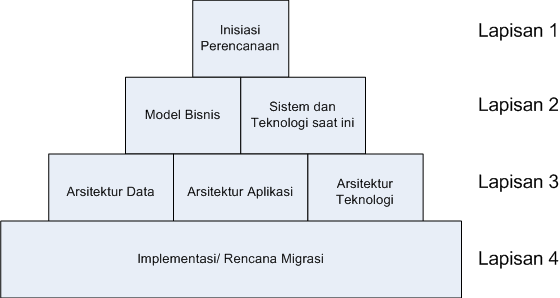 Inisiasi
Perencanaan
Lapisan 1
Model Bisnis
Sistem dan
Teknologi saat ini
Lapisan 2
Arsitektur Data
Arsitektur Aplikasi
Arsitektur
Teknologi
Lapisan 3
Implementasi/ Rencana Migrasi
Lapisan 4